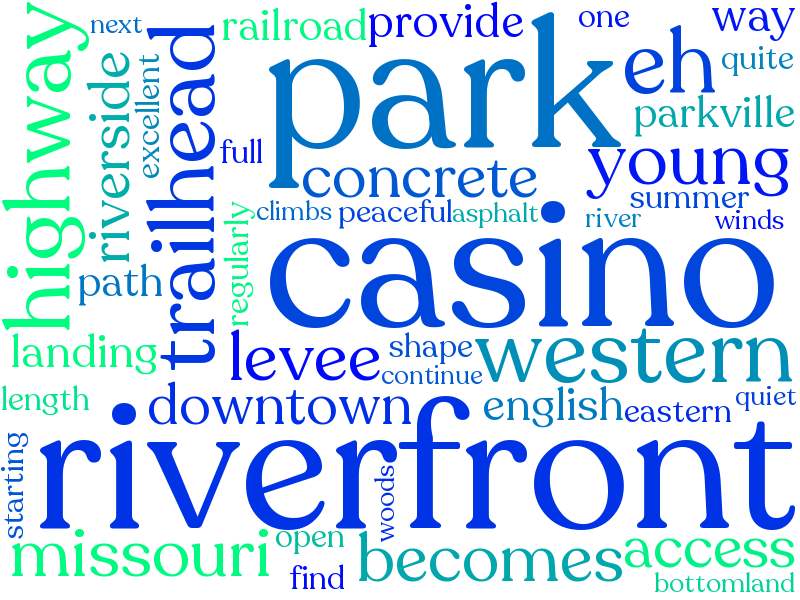 next
railroad
provide
one
way
highway
riverside
excellent
trailhead
full
park
eh
quite
parkville
concrete
young
summer
climbs
peaceful
asphalt
river
winds
regularly
path
casino
landing
levee
shape
continue
western
length
downtown
english
eastern
quiet
starting
riverfront
woods
missouri
open
find
becomes
access
bottomland